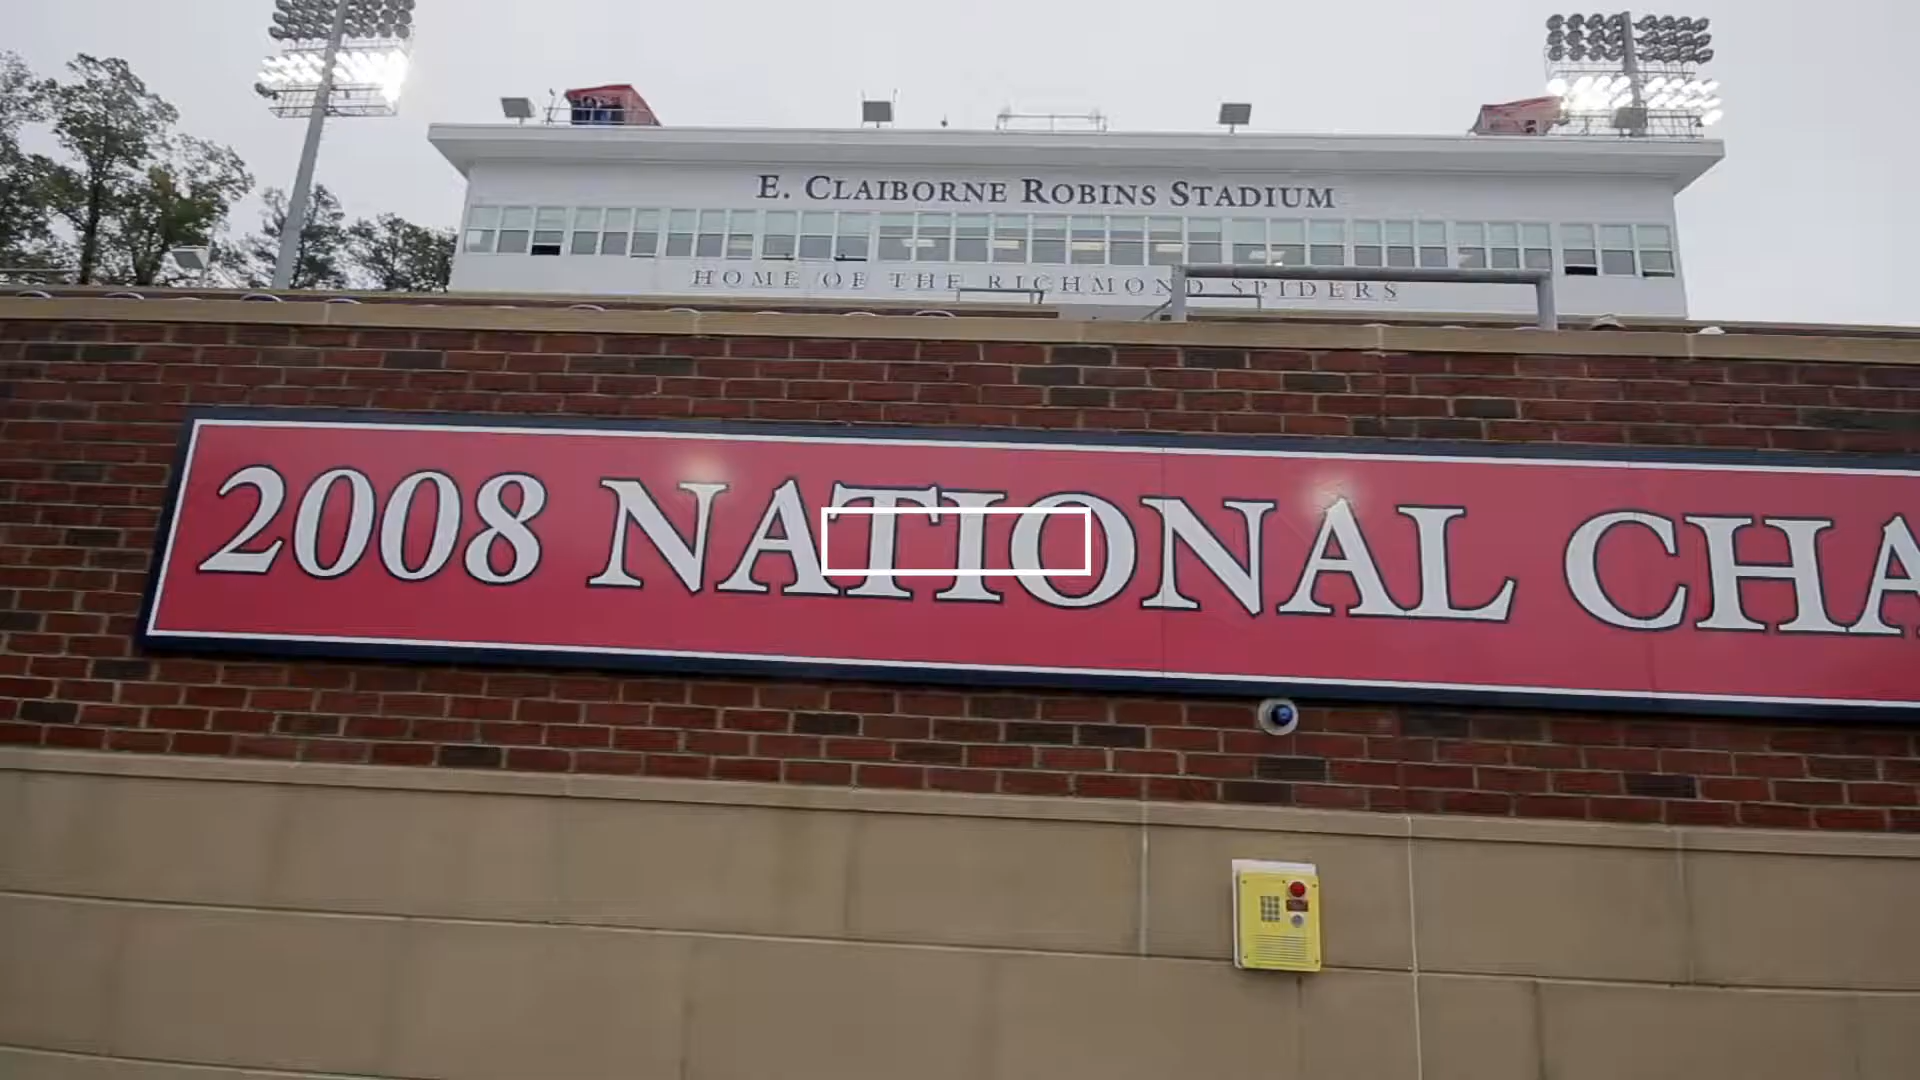 E. CLAIBORNE ROBINS STADIUM
HOME OF THE RICHMOND SPIDERS
2008 NATIONAL CHA